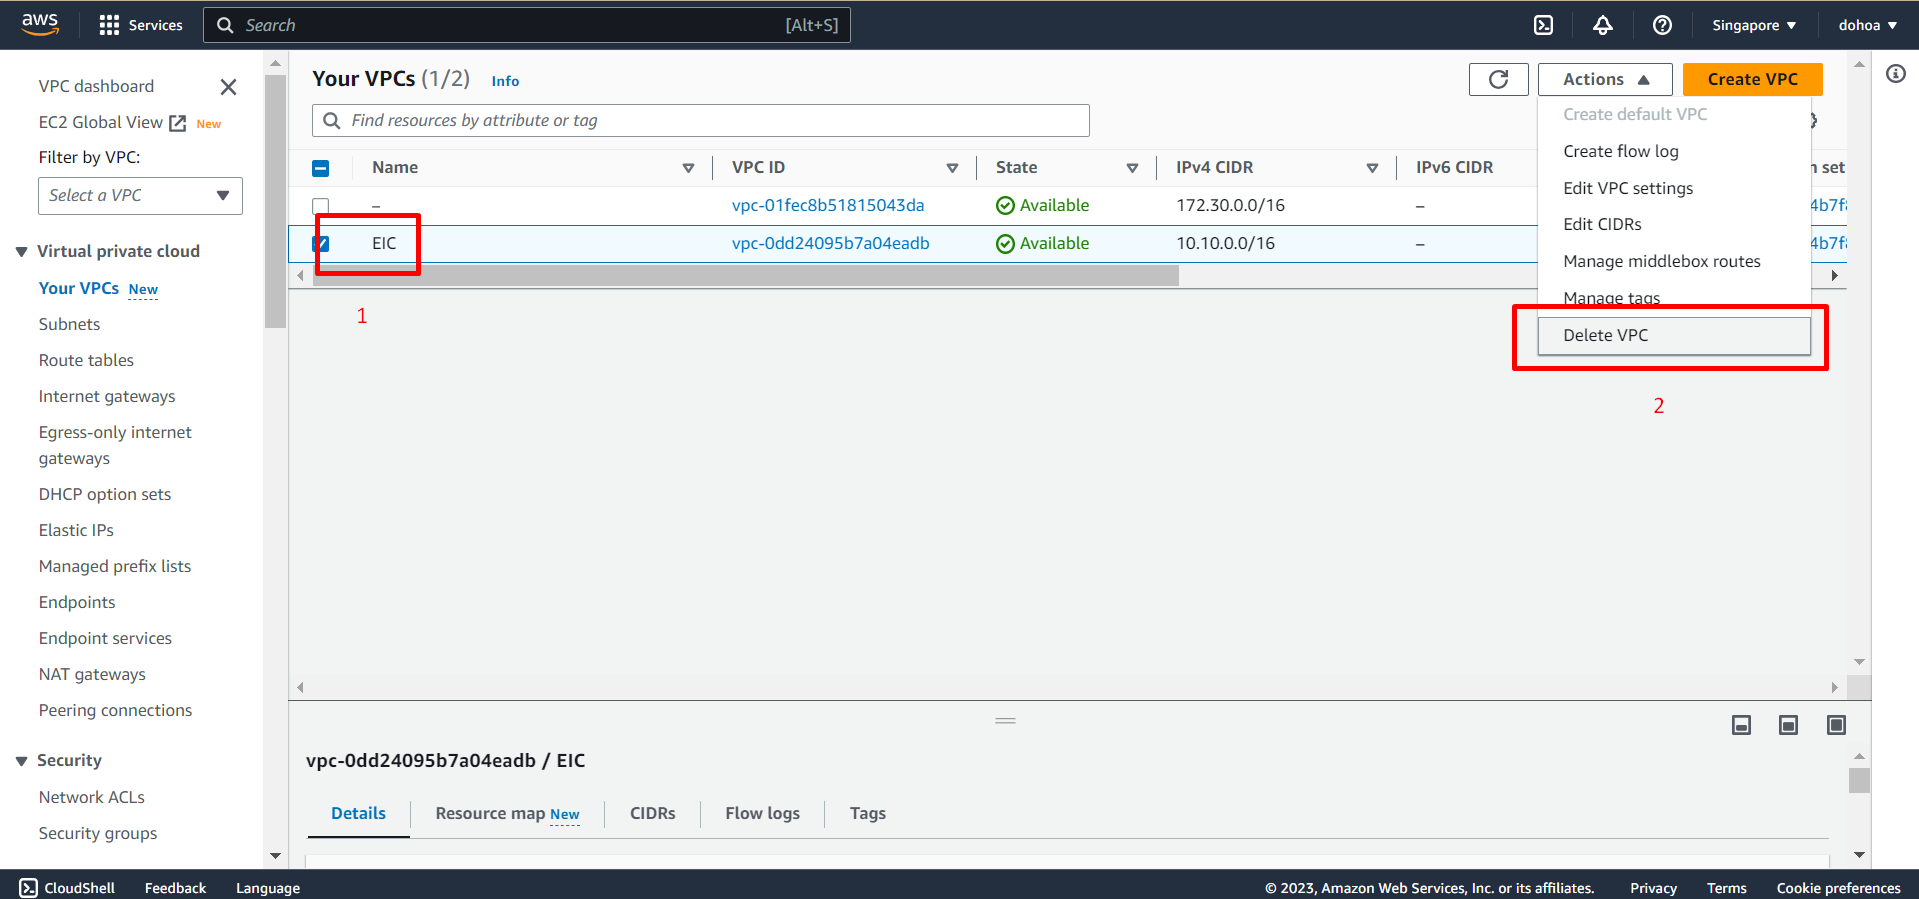 aws
Services
Search [Alt+S]
Singapore
dohoa
VPC dashboard
EC2 Global View New
Filter by VPC:
Select a VPC
Virtual private cloud
Your VPCs New
Subnets
Route tables
Internet gateways
Egress-only internet
gateways
DHCP option sets
Elastic IPs
Managed prefix lists
Endpoints
Endpoint services
NAT gateways
Peering connections
Security
Network ACLs
Security groups
Your VPCs (1/2) Info
Actions
Create VPC
Find resources by attribute or tag
Name VPC ID State IPv4 CIDR IPv6 CIDR set
– vpc-01fec8b51815043da Available 172.30.0.0/16 – 4b7f8
EIC vpc-0dd24095b7a04eadb Available 10.10.0.0/16 – 4b7f8
Create default VPC
Create flow log
Edit VPC settings
Edit CIDRs
Manage middlebox routes
Manage tags
Delete VPC
1
2
vpc-0dd24095b7a04eadb / EIC
Details Resource map New CIDRs Flow logs Tags
CloudShell Feedback Language © 2023, Amazon Web Services, Inc. or its affiliates. Privacy Terms Cookie preferences